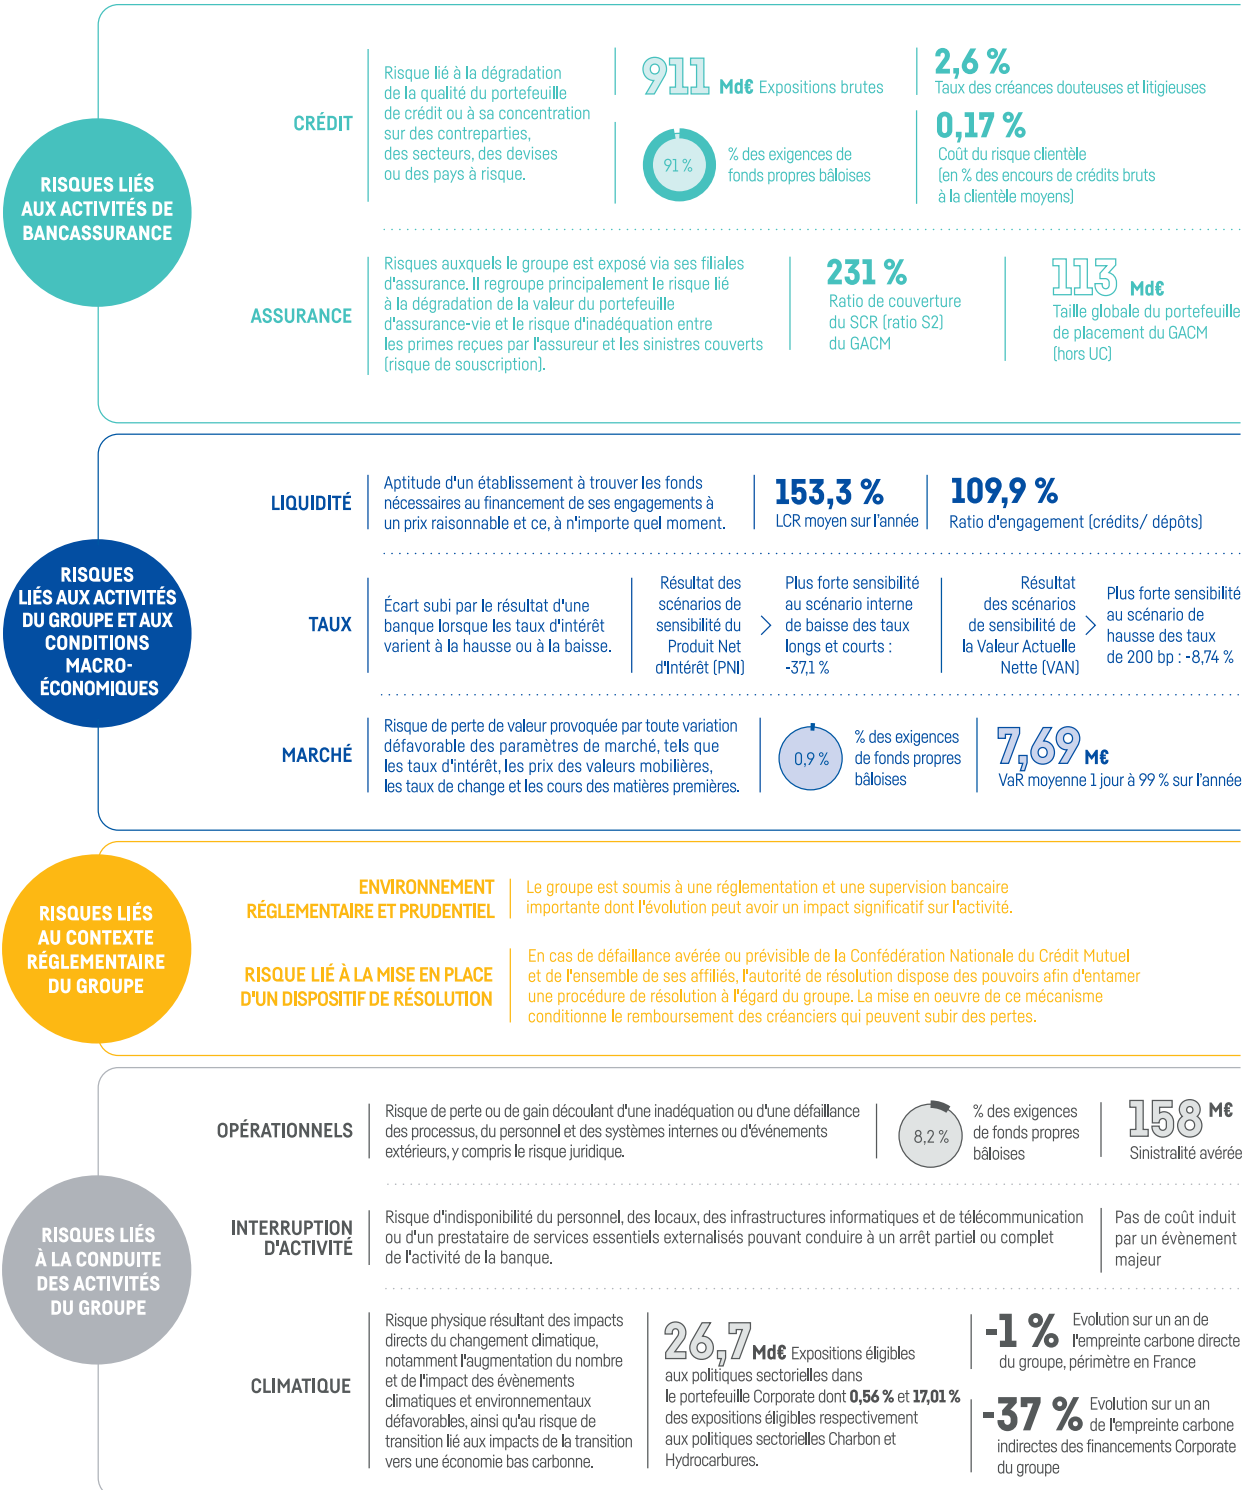 RISQUES LIÉS
AUX ACTIVITÉS DE
BANCASSURANCE
CRÉDIT
Risque lié à la dégradation
de la qualité du portefeuille
de crédit ou à sa concentration
sur des contreparties,
des secteurs, des devises
ou des pays à risque.
911 Md€ Expositions brutes
91 %
% des exigences de
fonds propres bâloises
2,6 %
Taux des créances douteuses et litigieuses
0,17 %
Coût du risque clientèle
(en % des encours de crédits bruts
à la clientèle moyens)
ASSURANCE
Risques auxquels le groupe est exposé via ses filiales
d'assurance. Il regroupe principalement le risque lié
à la dégradation de la valeur du portefeuille
d'assurance-vie et le risque d'inadéquation entre
les primes reçues par l'assureur et les sinistres couverts
(risque de souscription).
231 %
Ratio de couverture
du SCR (ratio S2)
du GACM
113 Md€
Taille globale du portefeuille
de placement du GACM
(hors UC)
RISQUES
LIÉS AUX ACTIVITÉS
DU GROUPE ET AUX
CONDITIONS
MACRO-
ÉCONOMIQUES
LIQUIDITÉ
Aptitude d'un établissement à trouver les fonds
nécessaires au financement de ses engagements à
un prix raisonnable et ce, à n'importe quel moment.
153,3 %
LCR moyen sur l'année
109,9 %
Ratio d'engagement (crédits/ dépôts)
TAUX
Écart subi par le résultat d'une
banque lorsque les taux d'intérêt
varient à la hausse ou à la baisse.
Résultat des
scénarios de
sensibilité du
Produit Net
d'Intérêt (PNI)
Plus forte sensibilité
au scénario interne
de baisse des taux
longs et courts :
-37,1 %
Résultat
des scénarios
de sensibilité de
la Valeur Actuelle
Nette (VAN)
Plus forte sensibilité
au scénario de
hausse des taux
de 200 bp : -8,74 %
MARCHÉ
Risque de perte de valeur provoquée par toute variation
défavorable des paramètres de marché, tels que
les taux d'intérêt, les prix des valeurs mobilières,
les taux de change et les cours des matières premières.
0,9 %
% des exigences
de fonds propres
bâloises
7,69 M€
VaR moyenne 1 jour à 99 % sur l'année
RISQUES LIÉS
AU CONTEXTE
RÉGLEMENTAIRE
DU GROUPE
ENVIRONNEMENT
RÉGLEMENTAIRE ET PRUDENTIEL
Le groupe est soumis à une réglementation et une supervision bancaire
importante dont l'évolution peut avoir un impact significatif sur l'activité.
RISQUE LIÉ À LA MISE EN PLACE
D'UN DISPOSITIF DE RÉSOLUTION
En cas de défaillance avérée ou prévisible de la Confédération Nationale du Crédit Mutuel
et de l'ensemble de ses affiliés, l'autorité de résolution dispose des pouvoirs afin d'entamer
une procédure de résolution à l'égard du groupe. La mise en oeuvre de ce mécanisme
conditionne le remboursement des créanciers qui peuvent subir des pertes.
RISQUES LIÉS
À LA CONDUITE
DES ACTIVITÉS
DU GROUPE
OPÉRATIONNELS
Risque de perte ou de gain découlant d'une inadéquation ou d'une défaillance
des processus, du personnel et des systèmes internes ou d'événements
extérieurs, y compris le risque juridique.
8,2 %
% des exigences
de fonds propres
bâloises
158 M€
Sinistralité avérée
INTERRUPTION
D'ACTIVITÉ
Risque d'indisponibilité du personnel, des locaux, des infrastructures informatiques et de télécommunication
ou d'un prestataire de services essentiels externalisés pouvant conduire à un arrêt partiel ou complet
de l'activité de la banque.
Pas de coût induit
par un évènement
majeur
CLIMATIQUE
Risque physique résultant des impacts
directs du changement climatique,
notamment l'augmentation du nombre
et de l'impact des évènements
climatiques et environnementaux
défavorables, ainsi qu'au risque de
transition lié aux impacts de la transition
vers une économie bas carbonne.
26,7 Md€ Expositions éligibles
aux politiques sectorielles dans
le portefeuille Corporate dont 0,56 % et 17,01 %
des expositions éligibles respectivement
aux politiques sectorielles Charbon et
Hydrocarbures.
-1 % Evolution sur un an de
l'empreinte carbone directe
du groupe, périmètre en France
-37 % Evolution sur un an
de l'empreinte carbone
indirectes des financements Corporate
du groupe